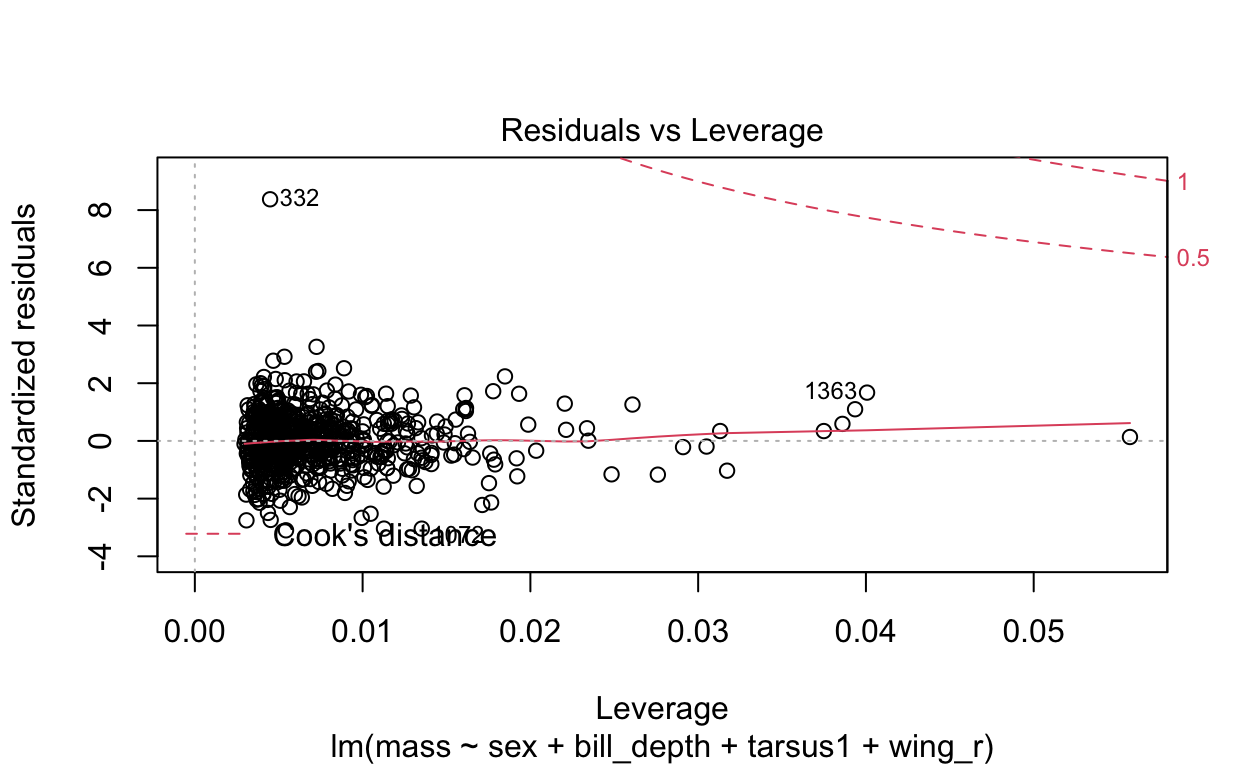 Residuals vs Leverage
Standardized residuals
8
6
4
2
0
-2
-4
332
1363
1072
1
0.5
Cook's distance
0.00 0.01 0.02 0.03 0.04 0.05
Leverage
lm(mass ~ sex + bill_depth + tarsus1 + wing_r)